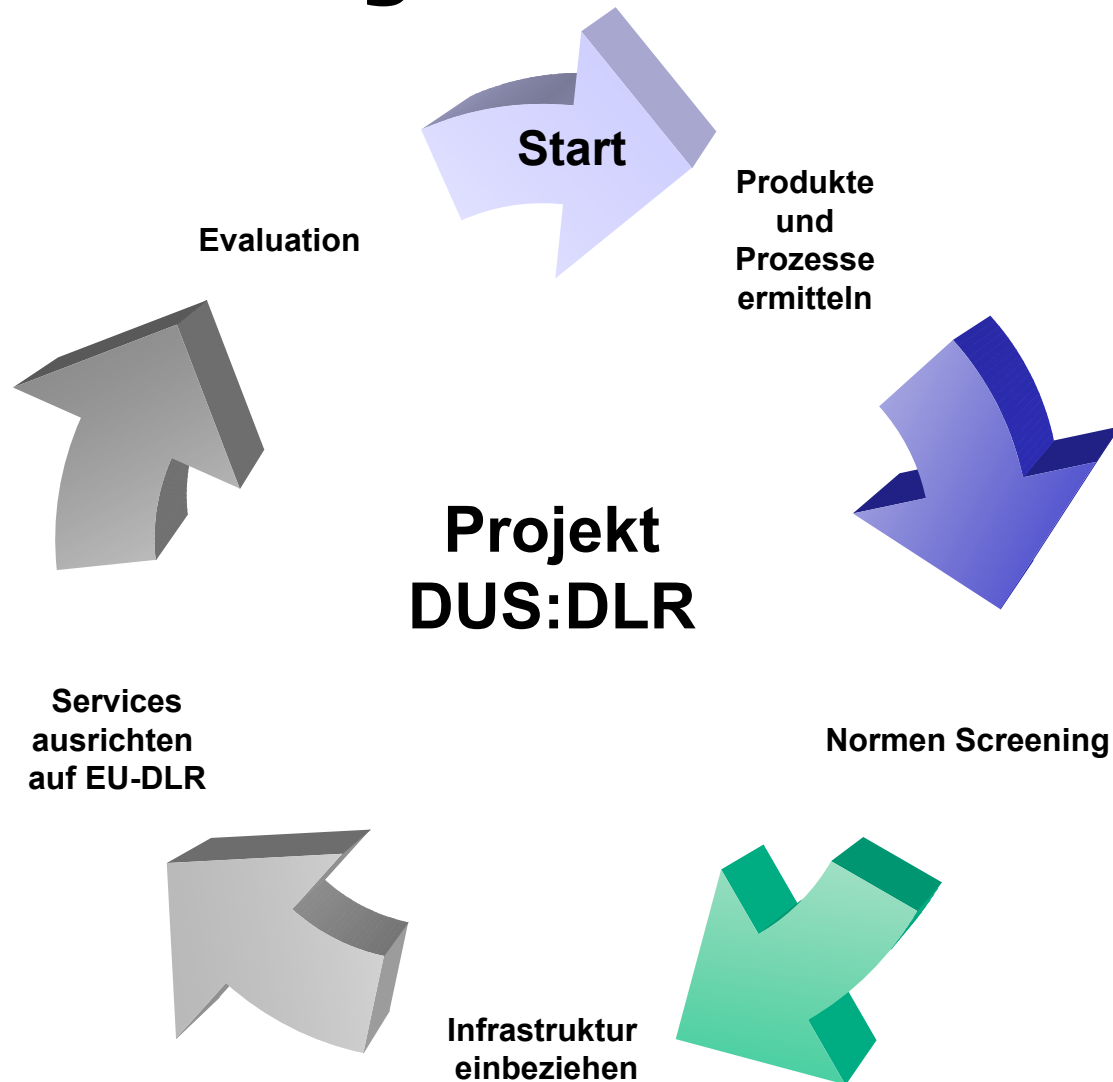 Start
Produkte
und
Prozesse
ermitteln
Evaluation
Projekt
DUS:DLR
Services
ausrichten
auf EU-DLR
Normen Screening
Infrastruktur
einbeziehen